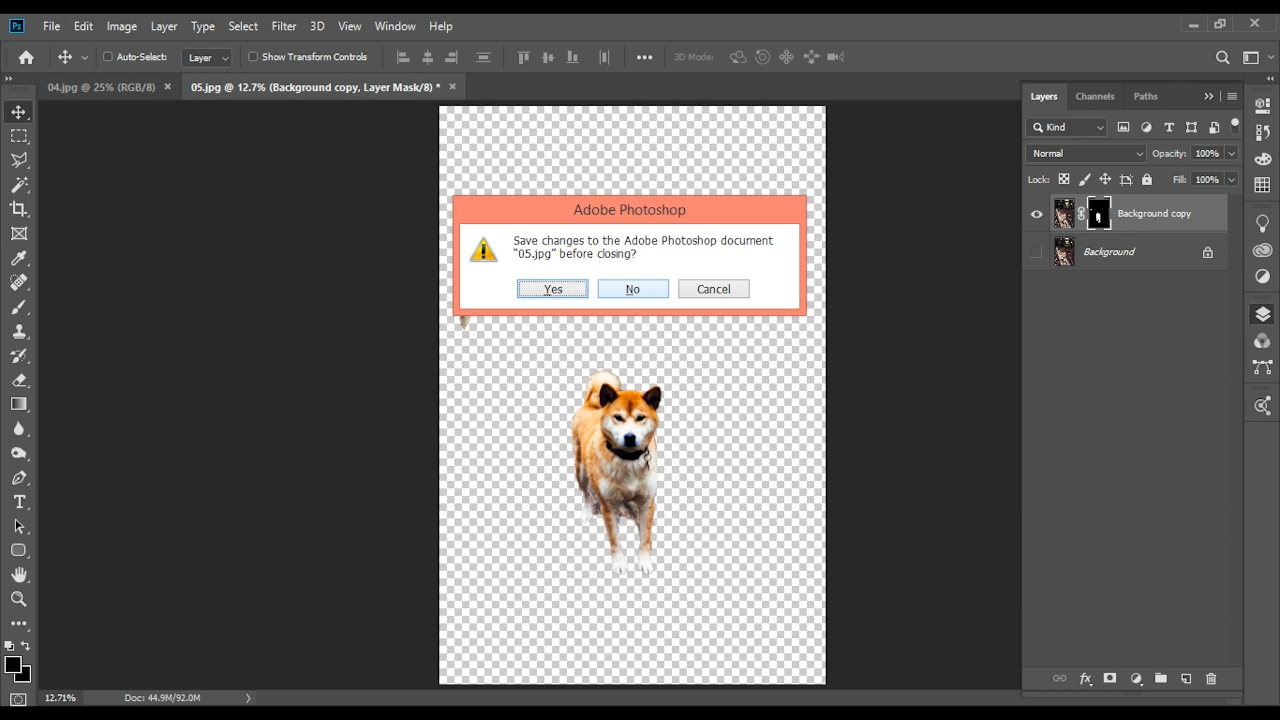 Ps File Edit Image Layer Type Select Filter 3D View Window Help
Auto-Select: Layer Show Transform Controls 3D Mode:
04.jpg @ 25% (RGB/8) 05.jpg @ 12.7% (Background copy, Layer Mask/8) *
Layers Channels Paths
Kind
Normal Opacity: 100%
Lock: Fill: 100%
Background copy
Background
Adobe Photoshop
Save changes to the Adobe Photoshop document
“05.jpg” before closing?
Yes No Cancel
12.71% Doc: 44.9M/92.0M